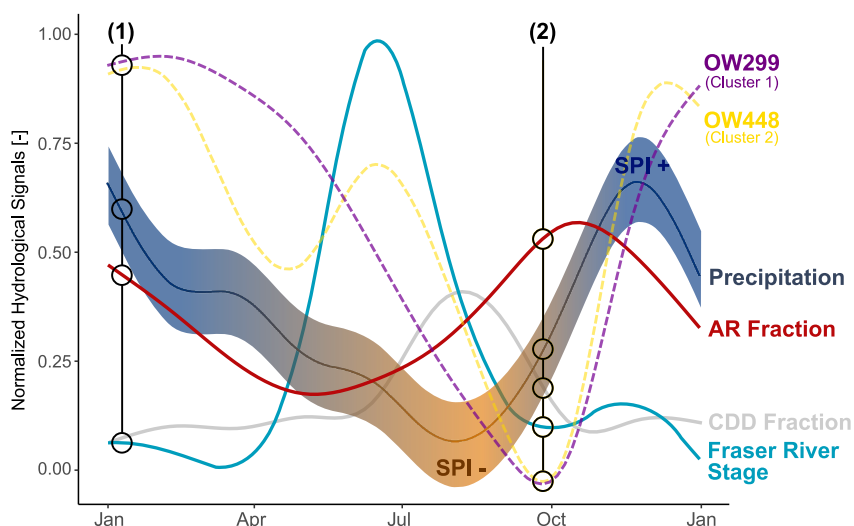 (1)
(2)
1.00
0.75
0.50
0.25
0.00
Normalized Hydrological Signals [-]
OW299
(Cluster 1)
OW448
(Cluster 2)
SPI +
Precipitation
AR Fraction
CDD Fraction
Fraser River
Stage
SPI -
Jan
Apr
Jul
Oct
Jan